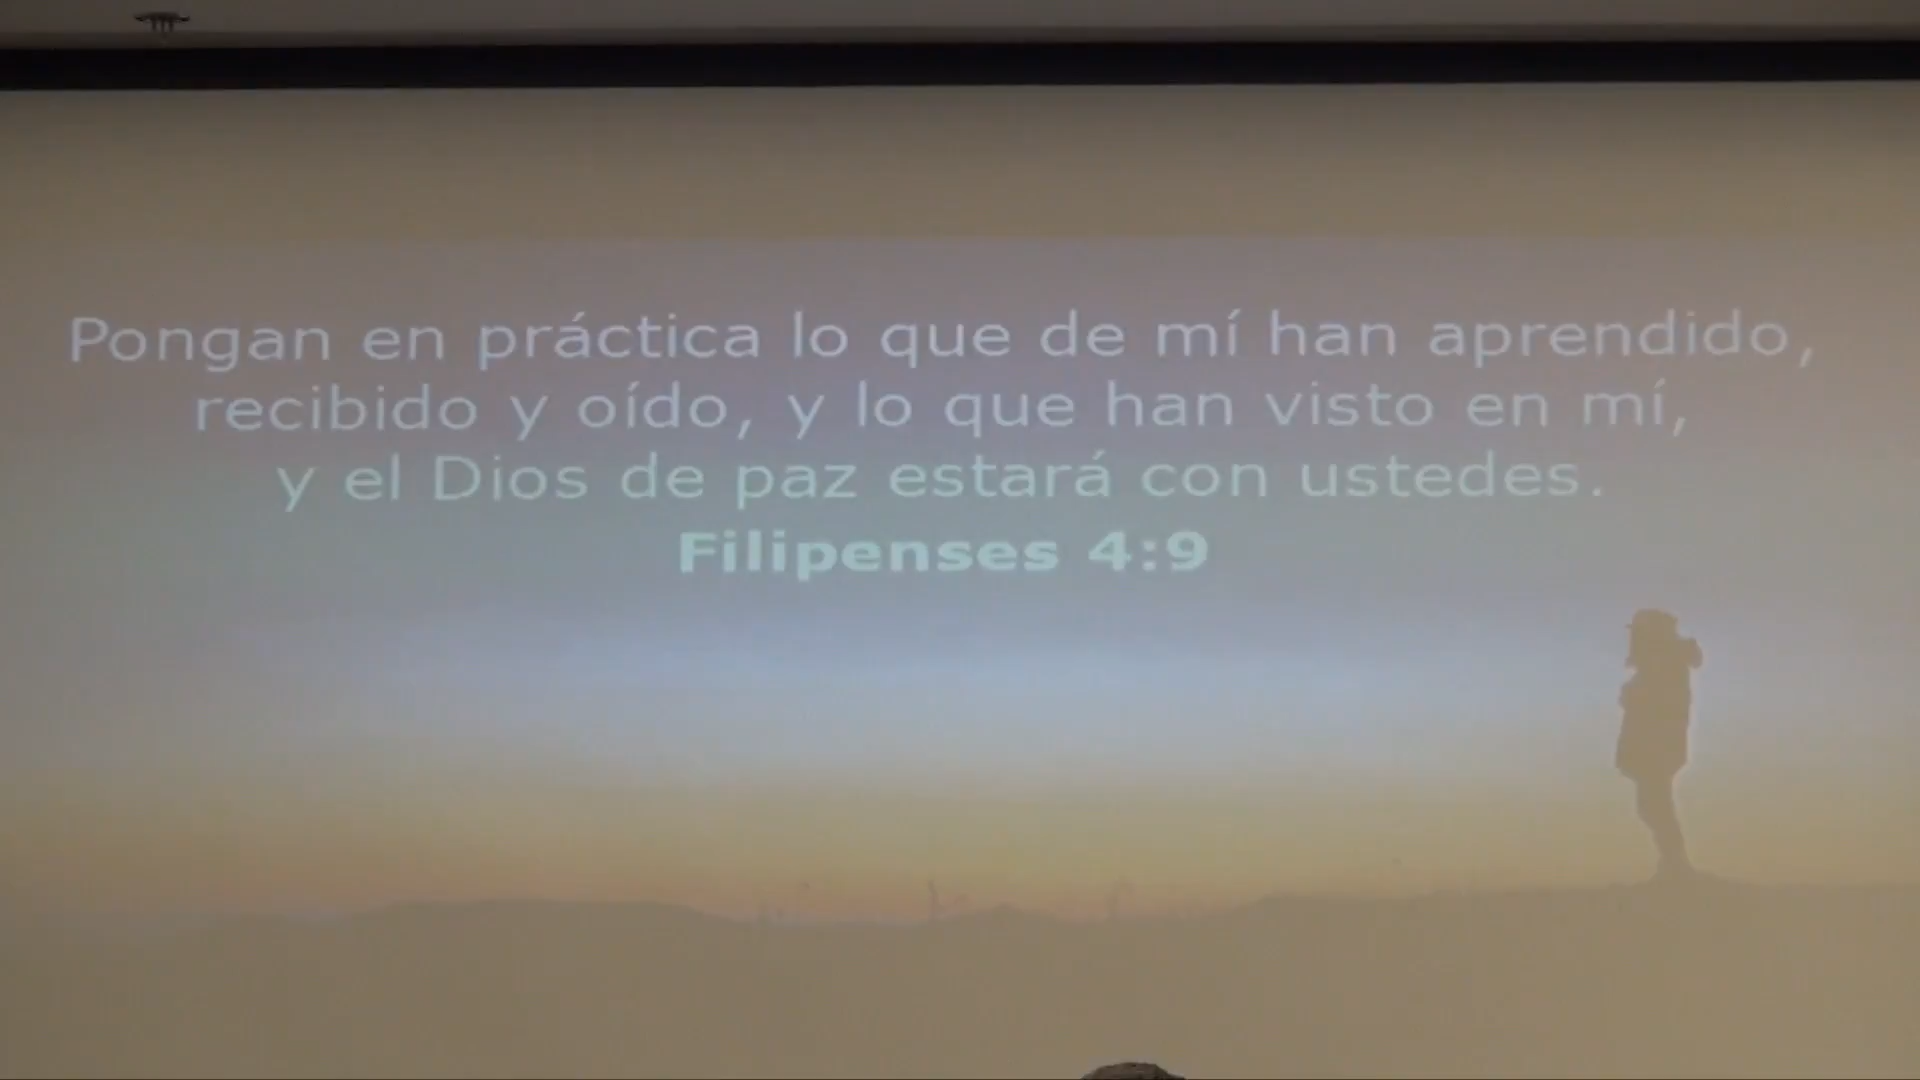 Pongan en práctica lo que de mí han aprendido,
recibido y oído, y lo que han visto en mí,
y el Dios de paz estará con ustedes.
Filipenses 4:9